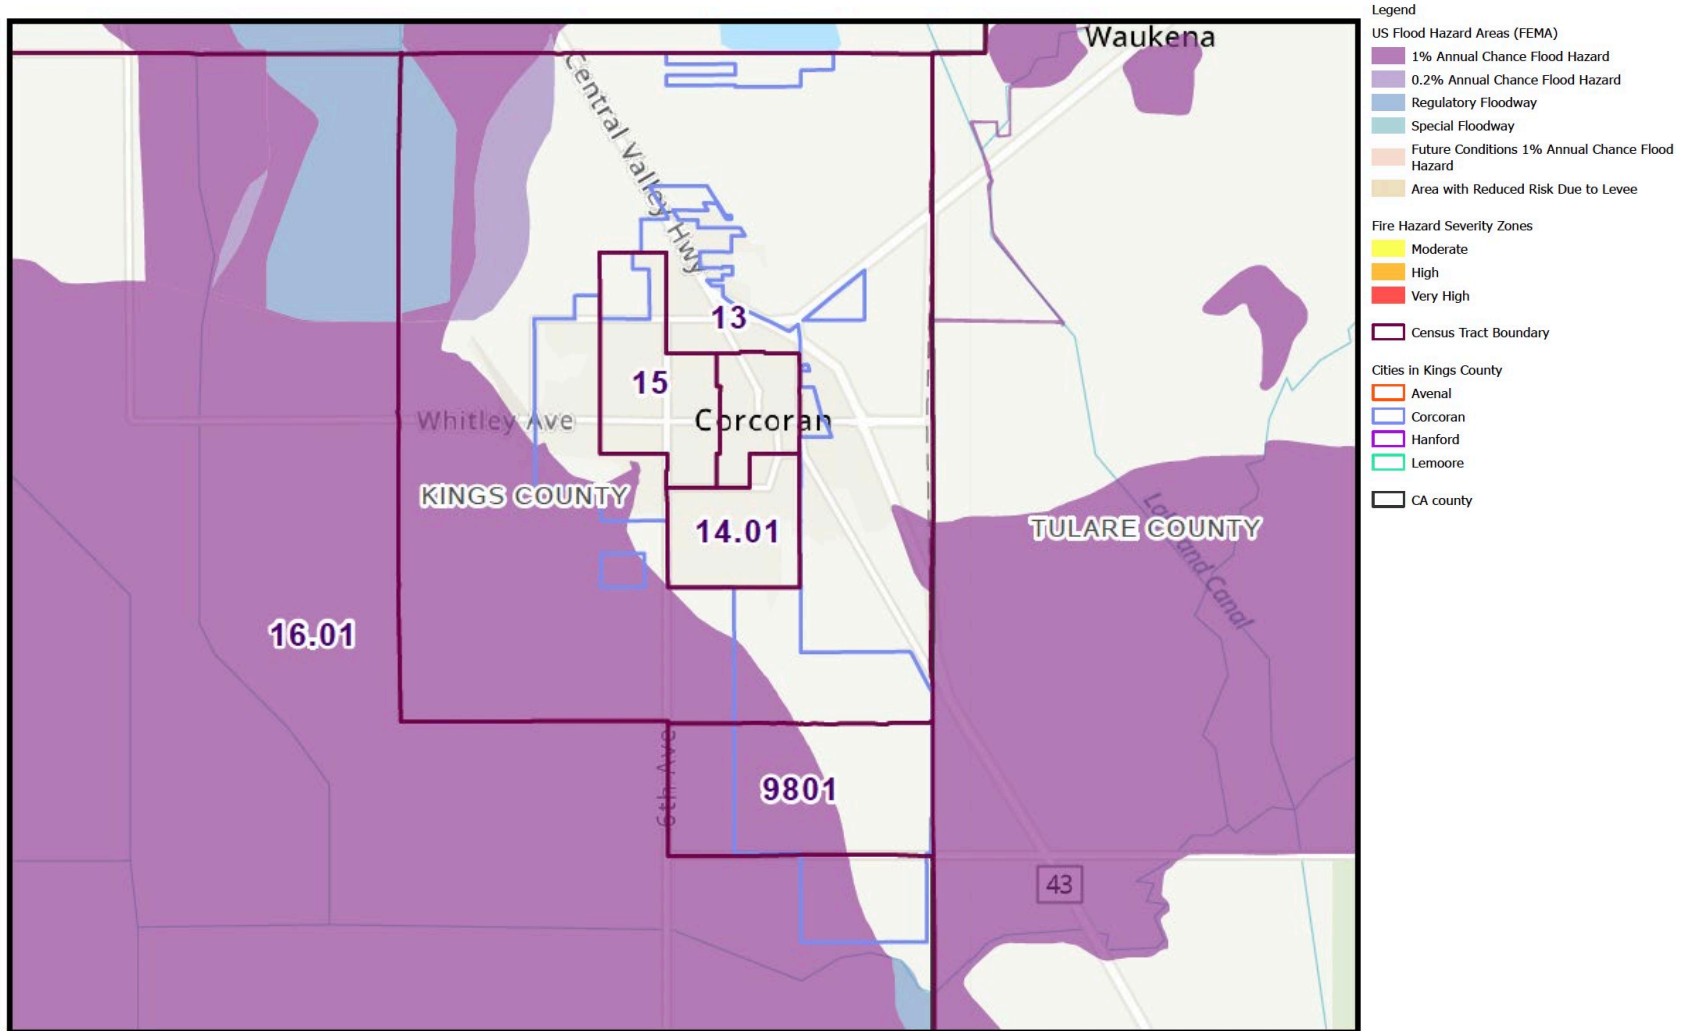 Waukena
Central Valley Hwy
13
15
Whitley Ave
Corcoran
KINGS COUNTY
14.01
TULARE COUNTY
16.01
6th Ave
9801
43
Legend
US Flood Hazard Areas (FEMA)
1% Annual Chance Flood Hazard
0.2% Annual Chance Flood Hazard
Regulatory Floodway
Special Floodway
Future Conditions 1% Annual Chance Flood
Hazard
Area with Reduced Risk Due to Levee
Fire Hazard Severity Zones
Moderate
High
Very High
Census Tract Boundary
Cities in Kings County
Avenal
Corcoran
Hanford
Lemoore
CA county